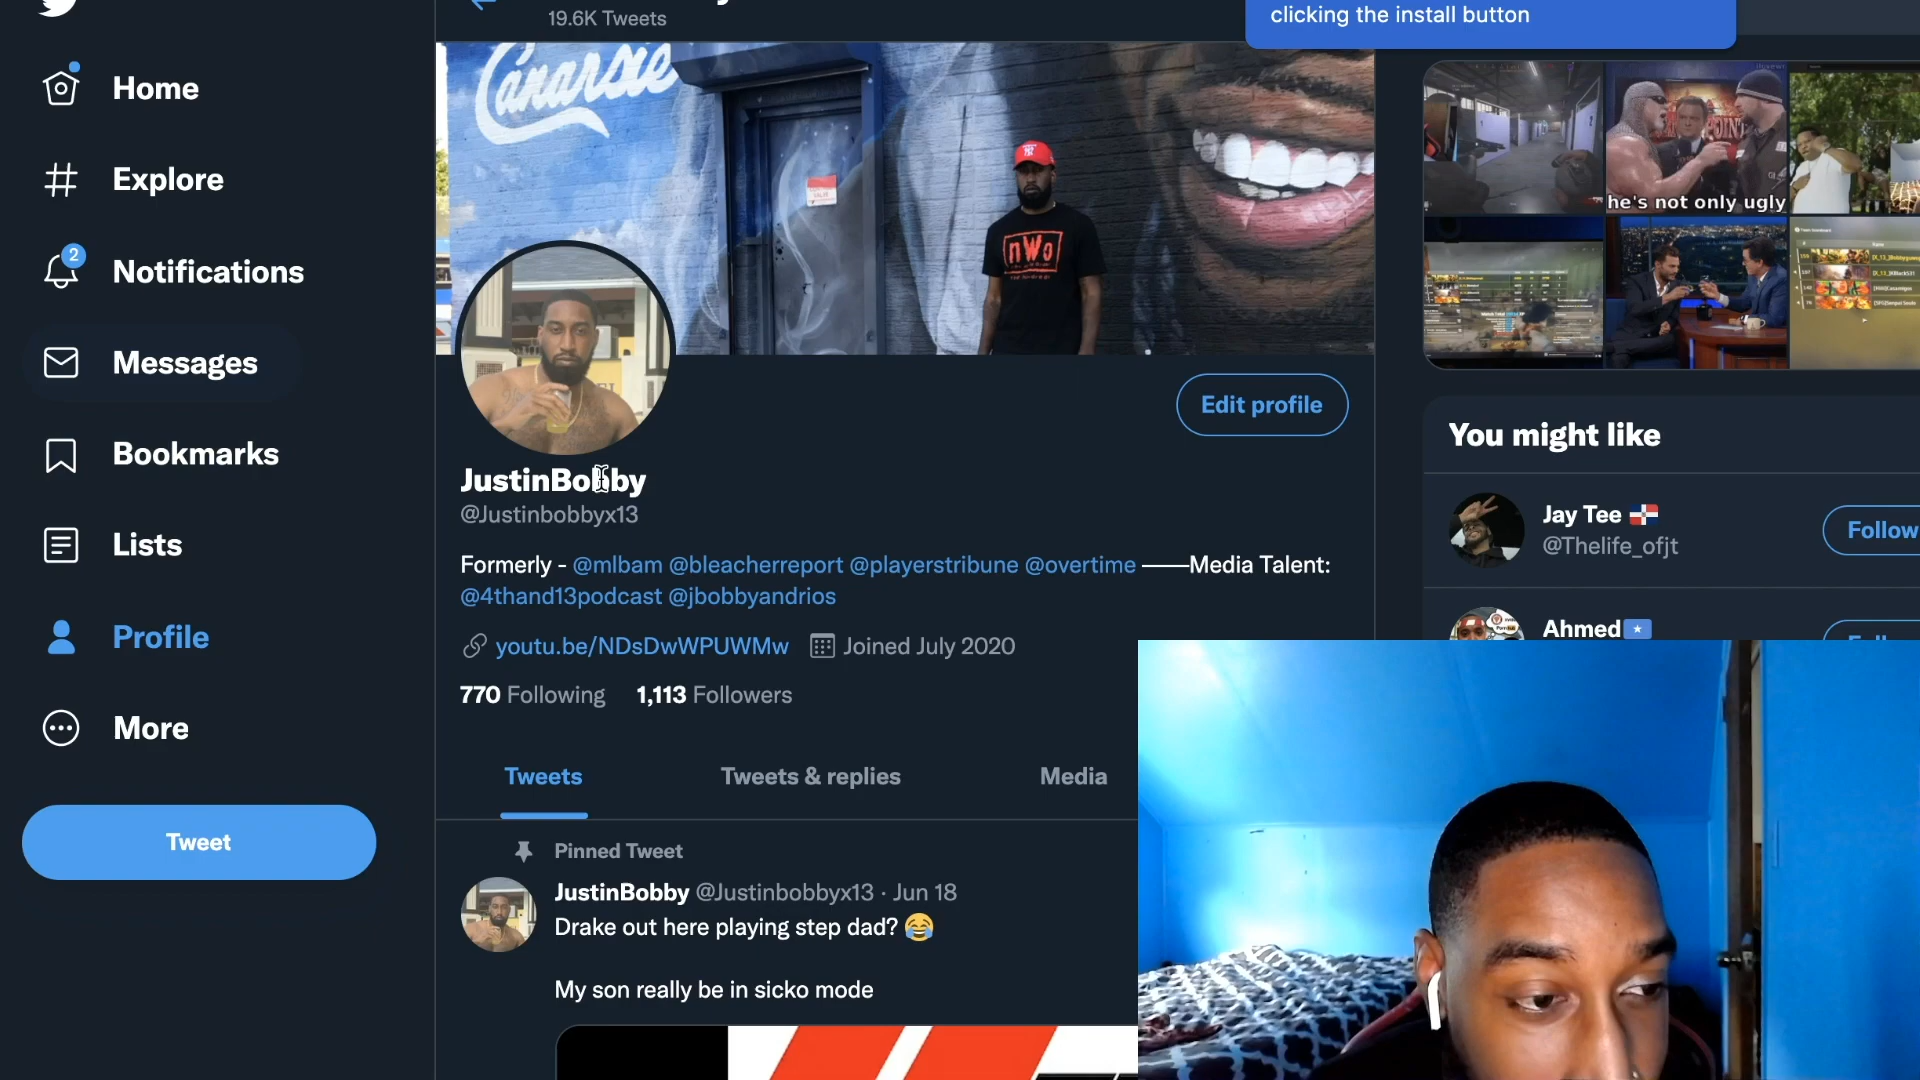 19.6K Tweets
clicking the install button
Home
Explore
2
Notifications
Messages
Bookmarks
Lists
Profile
More
Tweet
Canarsie
nWo
Edit profile
JustinBobby
@Justinbobbyx13
Formerly - @mlbam @bleacherreport @playerstribune @overtime ——Media Talent:
@4thand13podcast @jbobbyandrios
youtu.be/NDsDwWPUWMw Joined July 2020
770 Following 1,113 Followers
Tweets Tweets & replies Media
Pinned Tweet
JustinBobby @Justinbobbyx13 · Jun 18
Drake out here playing step dad? 😂
My son really be in sicko mode
he's not only ugly
You might like
Jay Tee 🇩🇴
@Thelife_ofjt
Follow
Ahmed